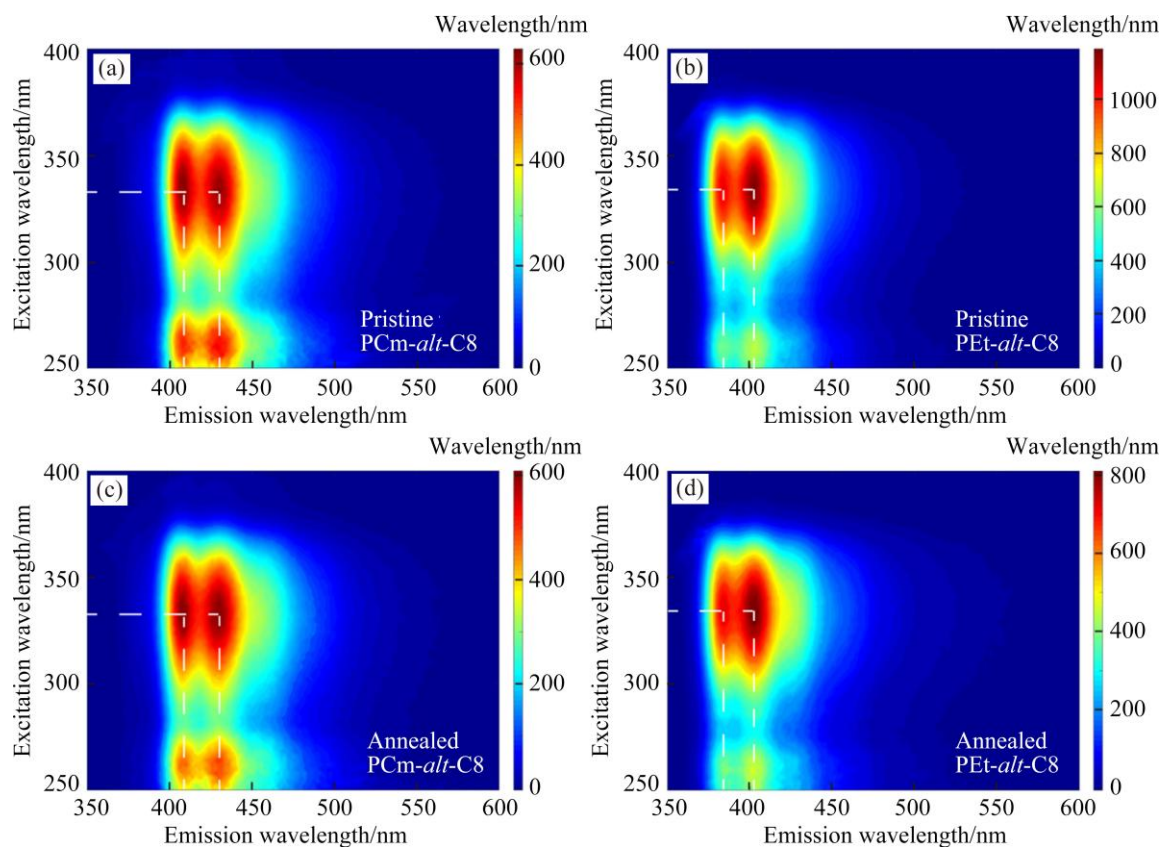 Wavelength/nm
(a)
400
350
300
250
Excitation wavelength/nm
350 400 450 500 550 600
Emission wavelength/nm
Pristine
PCm-alt-C8
600
400
200
0
Wavelength/nm
(b)
400
350
300
250
Excitation wavelength/nm
350 400 450 500 550 600
Emission wavelength/nm
Pristine
PEt-alt-C8
1000
800
600
400
200
0
Wavelength/nm
(c)
400
350
300
250
Excitation wavelength/nm
350 400 450 500 550 600
Emission wavelength/nm
Annealed
PCm-alt-C8
600
400
200
0
Wavelength/nm
(d)
400
350
300
250
Excitation wavelength/nm
350 400 450 500 550 600
Emission wavelength/nm
Annealed
PEt-alt-C8
800
600
400
200
0